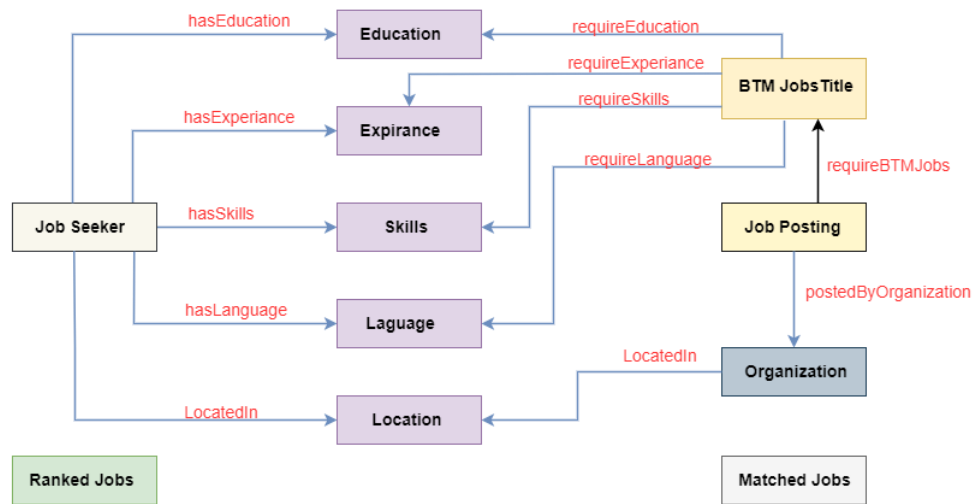 hasEducation
Education
requireEducation
requireExperiance
BTM JobsTitle
requireSkills
hasExperiance
Expirance
requireLanguage
requireBTMJobs
Job Seeker
hasSkills
Skills
Job Posting
postedByOrganization
hasLanguage
Laguage
LocatedIn
Organization
LocatedIn
Location
Ranked Jobs
Matched Jobs